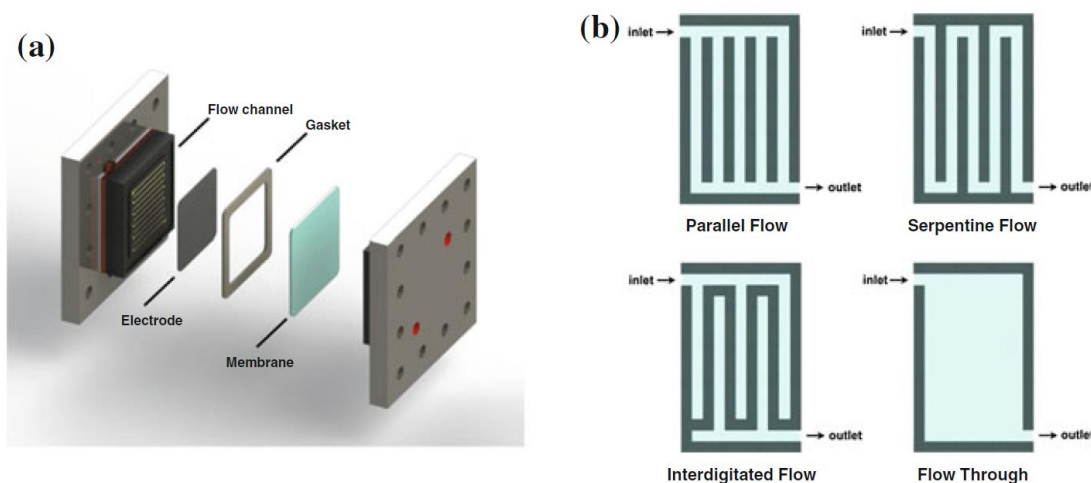 (a)
Flow channel
Gasket
Electrode
Membrane
(b)
inlet
outlet
Parallel Flow
inlet
outlet
Serpentine Flow
inlet
outlet
Interdigitated Flow
inlet
outlet
Flow Through